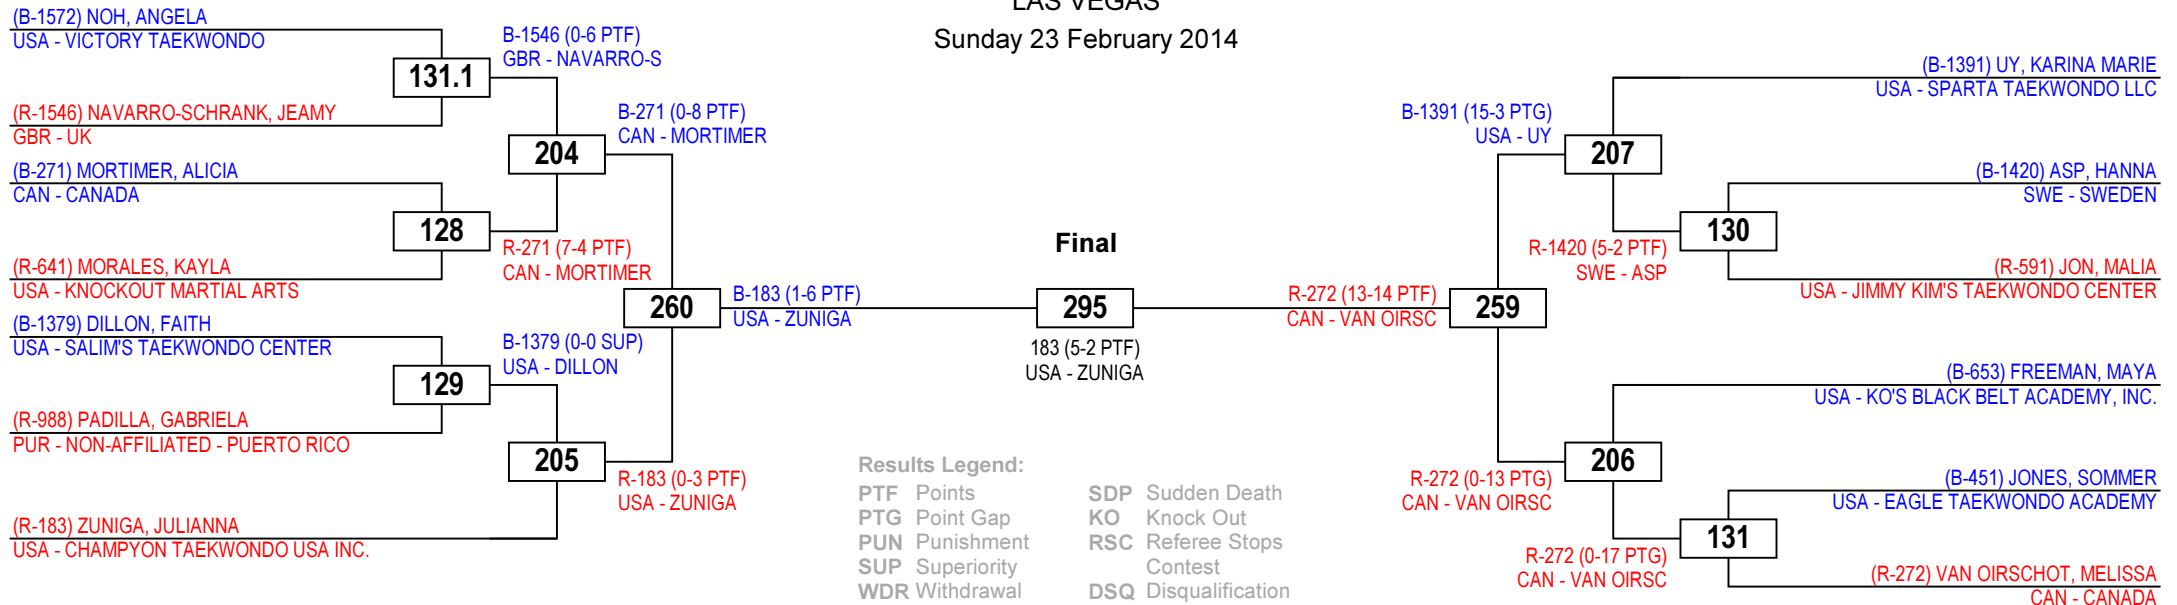 LAS VEGAS
Sunday 23 February 2014
(B-1572) NOH, ANGELA
USA - VICTORY TAEKWONDO
131.1
(R-1546) NAVARRO-SCHRANK, JEAMY
GBR - UK
B-1546 (0-6 PTF)
GBR - NAVARRO-S
204
(B-271) MORTIMER, ALICIA
CAN - CANADA
128
(R-641) MORALES, KAYLA
USA - KNOCKOUT MARTIAL ARTS
R-271 (7-4 PTF)
CAN - MORTIMER
B-271 (0-8 PTF)
CAN - MORTIMER
260
(B-1379) DILLON, FAITH
USA - SALIM'S TAEKWONDO CENTER
129
(R-988) PADILLA, GABRIELA
PUR - NON-AFFILIATED - PUERTO RICO
B-1379 (0-0 SUP)
USA - DILLON
205
(R-183) ZUNIGA, JULIANNA
USA - CHAMPYON TAEKWONDO USA INC.
R-183 (0-3 PTF)
USA - ZUNIGA
B-183 (1-6 PTF)
USA - ZUNIGA
Final
295
183 (5-2 PTF)
USA - ZUNIGA
R-272 (13-14 PTF)
CAN - VAN OIRSC
259
B-1391 (15-3 PTG)
USA - UY
207
(B-1391) UY, KARINA MARIE
USA - SPARTA TAEKWONDO LLC
(B-1420) ASP, HANNA
SWE - SWEDEN
130
R-1420 (5-2 PTF)
SWE - ASP
(R-591) JON, MALIA
USA - JIMMY KIM'S TAEKWONDO CENTER
(B-653) FREEMAN, MAYA
USA - KO'S BLACK BELT ACADEMY, INC.
206
R-272 (0-13 PTG)
CAN - VAN OIRSC
(B-451) JONES, SOMMER
USA - EAGLE TAEKWONDO ACADEMY
131
R-272 (0-17 PTG)
CAN - VAN OIRSC
(R-272) VAN OIRSCHOT, MELISSA
CAN - CANADA
Results Legend:
PTF Points
PTG Point Gap
PUN Punishment
SUP Superiority
WDR Withdrawal
SDP Sudden Death
KO Knock Out
RSC Referee Stops
Contest
DSQ Disqualification